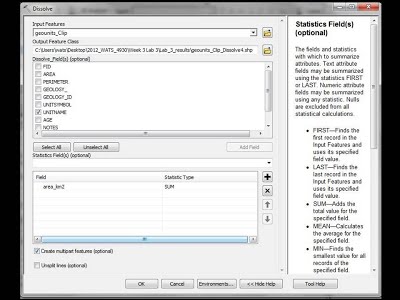 Dissolve
Input Features
geounits_Clip
Output Feature Class
C:\Users\wats\Desktop\2012_WATS_4930\Week 3 Lab 3\Lab_3_results\geounits_Clip_Dissolve4.shp
Dissolve_Field(s) (optional)
FID
AREA
PERIMETER
GEOLOGY_
GEOLOGY_ID
UNITSYMBOL
UNITNAME
AGE
NOTES
Select All
Unselect All
Add Field
Statistics Field(s) (optional)
Field
Statistic Type
area_km2
SUM
Create multipart features (optional)
Unsplit lines (optional)
OK
Cancel
Environments...
<< Hide Help
Tool Help
Statistics Field(s)
(optional)
The fields and statistics
with which to summarize
attributes. Text attribute
fields may be summarized
using the statistics FIRST
or LAST. Numeric attribute
fields may be summarized
using any statistic. Nulls
are excluded from all
statistical calculations.
• FIRST—Finds the
first record in the
Input Features and
uses its specified
field value.
• LAST—Finds the
last record in the
Input Features and
uses its specified
field value.
• SUM—Adds the
total value for the
specified field.
• MEAN—Calculates
the average for the
specified field.
• MIN—Finds the
smallest value for
all records of the
specified field.